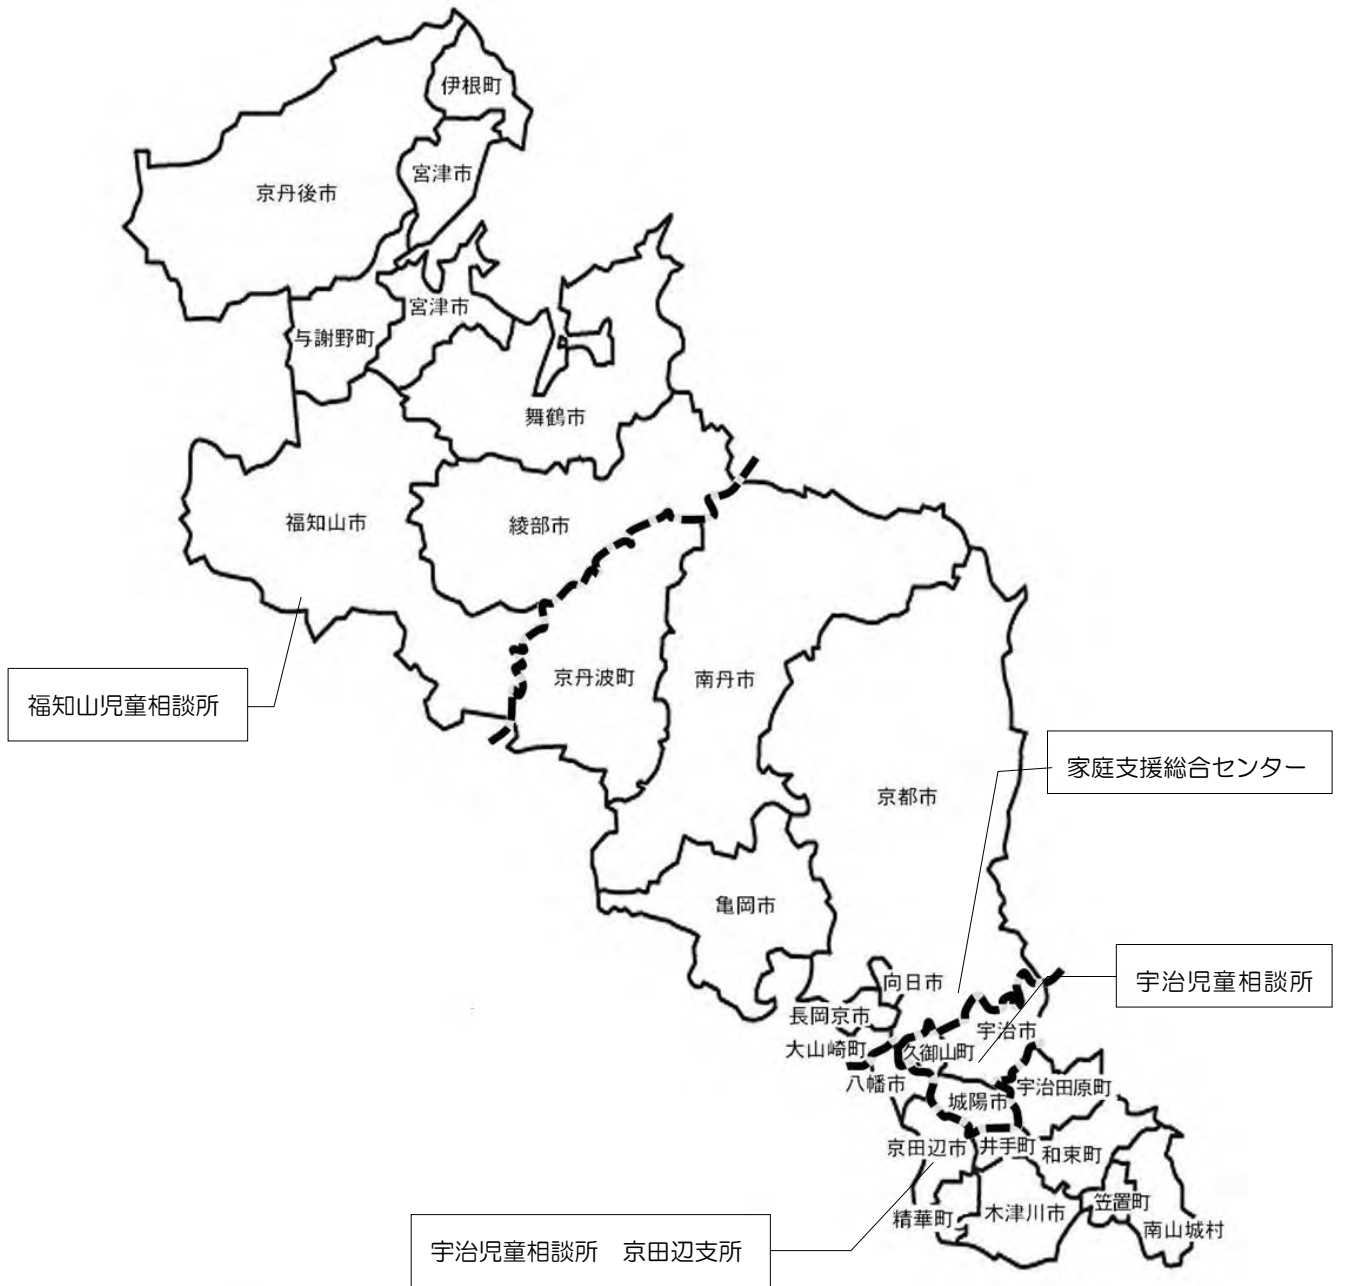 伊根町
宮津市
京丹後市
宮津市
与謝野町
舞鶴市
福知山市
綾部市
京丹波町
南丹市
福知山児童相談所
家庭支援総合センター
京都市
亀岡市
宇治児童相談所
向日市
長岡京市
宇治市
大山崎町
久御山町
八幡市
宇治田原町
城陽市
京田辺市
井手町
和束町
笠置町
精華町
木津川市
南山城村
宇治児童相談所　京田辺支所